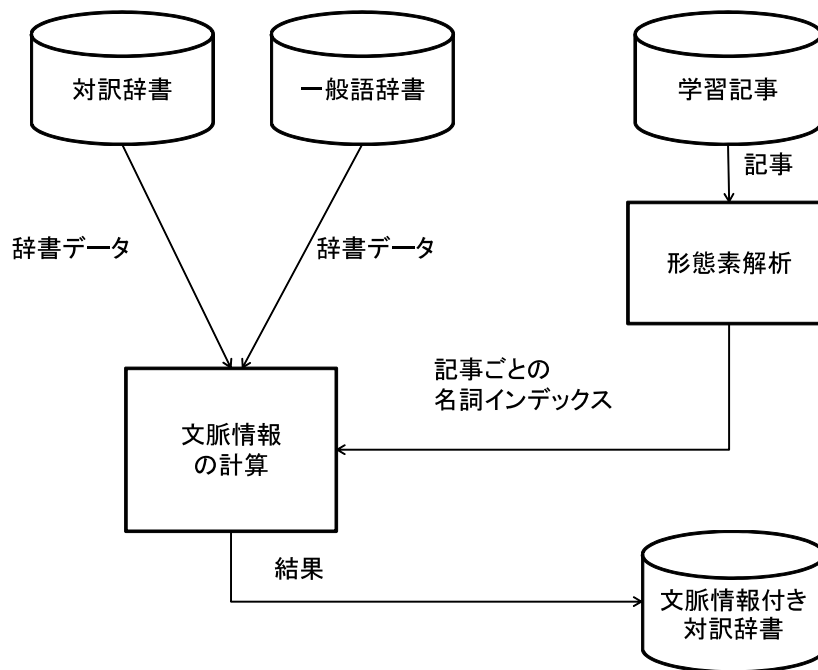 対訳辞書
一般語辞書
学習記事
記事
辞書データ
辞書データ
形態素解析
記事ごとの
名詞インデックス
文脈情報
の計算
結果
文脈情報付き
対訳辞書